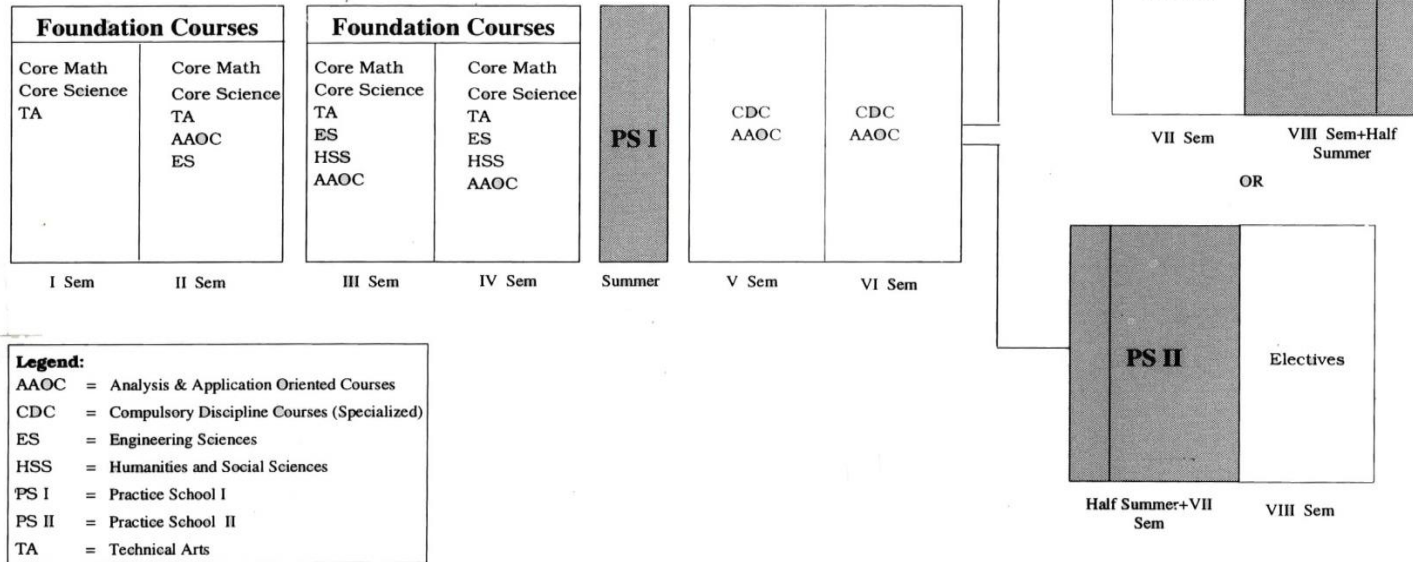 Foundation Courses
Core Math
Core Science
TA
Core Math
Core Science
TA
AAOC
ES
I Sem
II Sem
Foundation Courses
Core Math
Core Science
TA
ES
HSS
AAOC
Core Math
Core Science
TA
ES
HSS
AAOC
III Sem
IV Sem
PS I
Summer
CDC
AAOC
CDC
AAOC
V Sem
VI Sem
VII Sem
VIII Sem+Half
Summer
OR
PS II
Electives
Half Summer+VII
Sem
VIII Sem
Legend:
AAOC = Analysis & Application Oriented Courses
CDC = Compulsory Discipline Courses (Specialized)
ES = Engineering Sciences
HSS = Humanities and Social Sciences
PS I = Practice School I
PS II = Practice School II
TA = Technical Arts